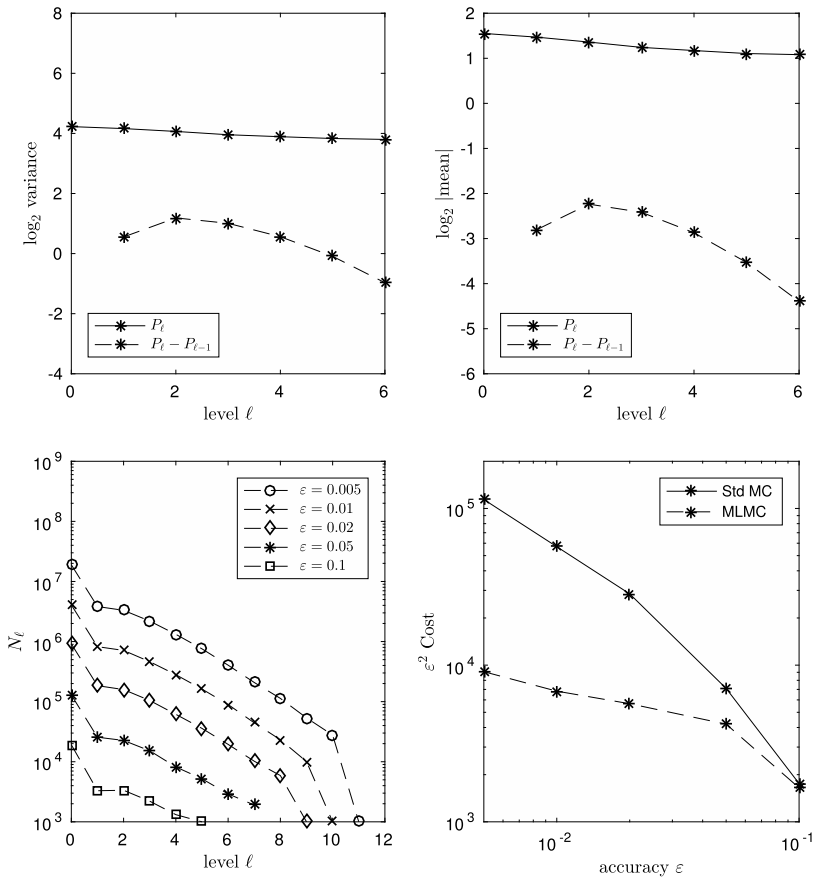 8
6
4
2
0
-2
-4
0 2 4 6
log₂ variance
level ℓ
P_ℓ
P_ℓ − P_{ℓ−1}
2
1
0
-1
-2
-3
-4
-5
-6
0 2 4 6
log₂ |mean|
level ℓ
P_ℓ
P_ℓ − P_{ℓ−1}
10⁹
10⁸
10⁷
10⁶
10⁵
10⁴
10³
0 2 4 6 8 10 12
N_ℓ
level ℓ
ε = 0.005
ε = 0.01
ε = 0.02
ε = 0.05
ε = 0.1
10⁵
10⁴
10³
10⁻² 10⁻¹
ε² Cost
accuracy ε
Std MC
MLMC